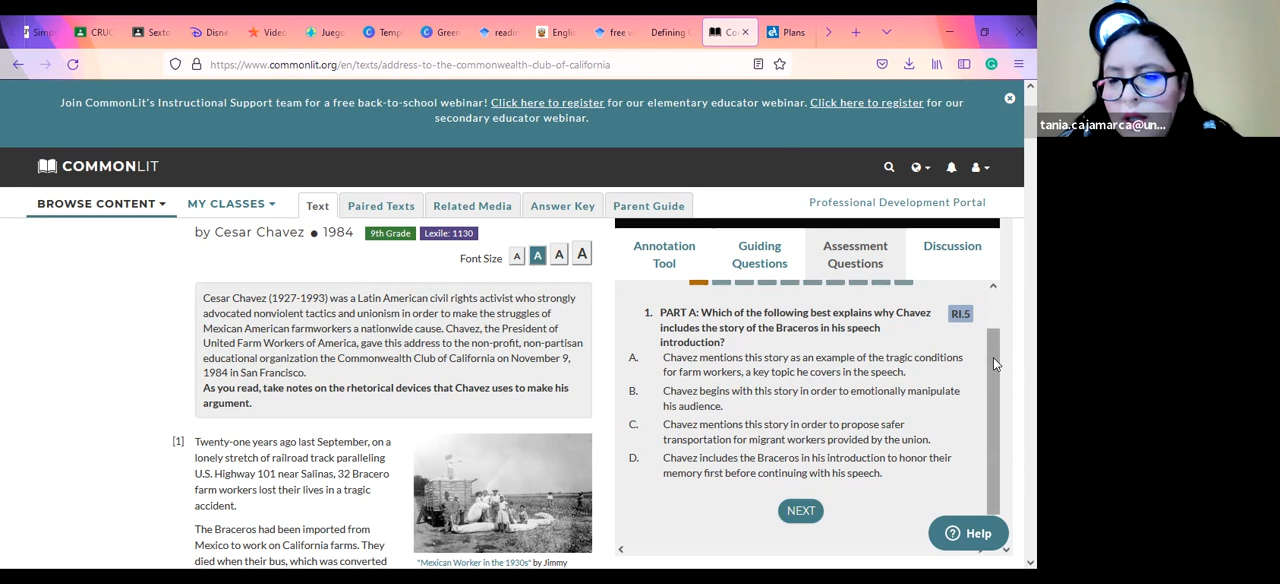 Simp
CRUC
Sexto
Disne
Video
Juego
Templ
Green
readin
Englis
free v
Defining C
Co
Plans
https://www.commonlit.org/en/texts/address-to-the-commonwealth-club-of-california
Join CommonLit's Instructional Support team for a free back-to-school webinar! Click here to register for our elementary educator webinar. Click here to register for our
secondary educator webinar.
tania.cajamarca@un...
COMMONLIT
BROWSE CONTENT
MY CLASSES
Text
Paired Texts
Related Media
Answer Key
Parent Guide
Professional Development Portal
by Cesar Chavez ● 1984 9th Grade Lexile: 1130
Font Size A A A A
Cesar Chavez (1927-1993) was a Latin American civil rights activist who strongly
advocated nonviolent tactics and unionism in order to make the struggles of
Mexican American farmworkers a nationwide cause. Chavez, the President of
United Farm Workers of America, gave this address to the non-profit, non-partisan
educational organization the Commonwealth Club of California on November 9,
1984 in San Francisco.
As you read, take notes on the rhetorical devices that Chavez uses to make his
argument.
[1] Twenty-one years ago last September, on a
lonely stretch of railroad track paralleling
U.S. Highway 101 near Salinas, 32 Bracero
farm workers lost their lives in a tragic
accident.
The Braceros had been imported from
Mexico to work on California farms. They
died when their bus, which was converted
"Mexican Worker in the 1930s" by Jimmy
Annotation
Tool
Guiding
Questions
Assessment
Questions
Discussion
1. PART A: Which of the following best explains why Chavez
includes the story of the Braceros in his speech
introduction?
RI.5
A. Chavez mentions this story as an example of the tragic conditions
for farm workers, a key topic he covers in the speech.
B. Chavez begins with this story in order to emotionally manipulate
his audience.
C. Chavez mentions this story in order to propose safer
transportation for migrant workers provided by the union.
D. Chavez includes the Braceros in his introduction to honor their
memory first before continuing with his speech.
NEXT
Help